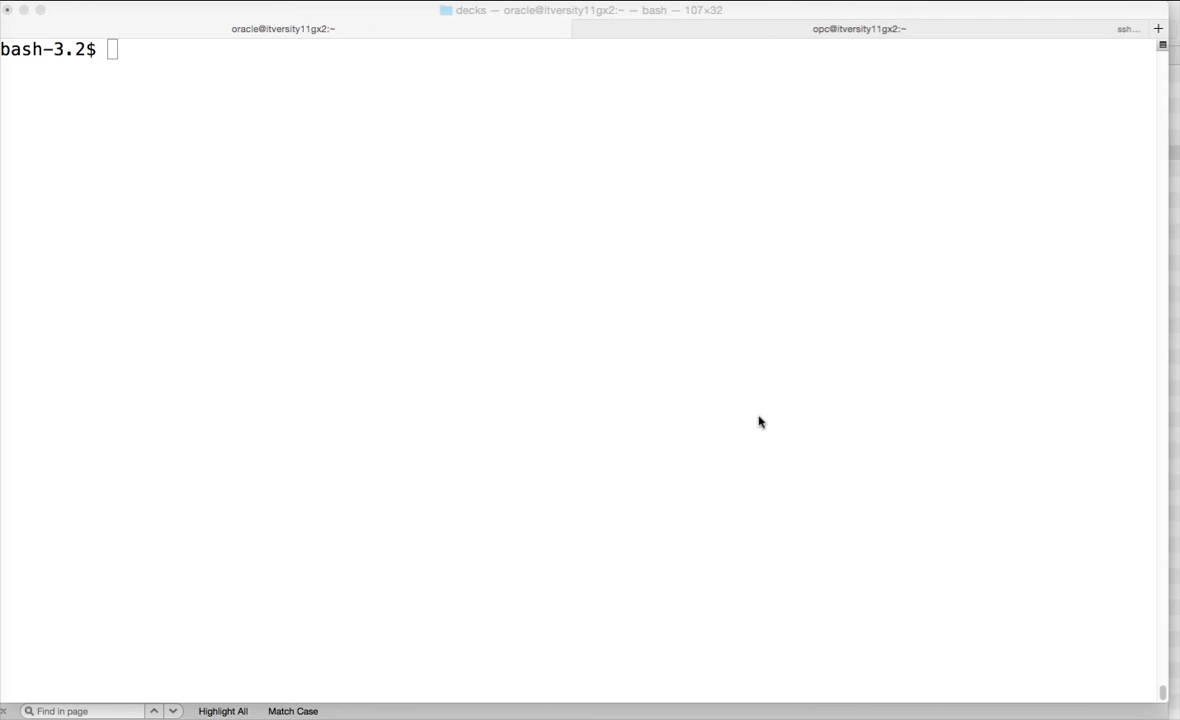 decks — oracle@itversity11gx2:~ — bash — 107×32
oracle@itversity11gx2:~
opc@itversity11gx2:~
ssh...
+
bash-3.2$
Find in page
Highlight All
Match Case